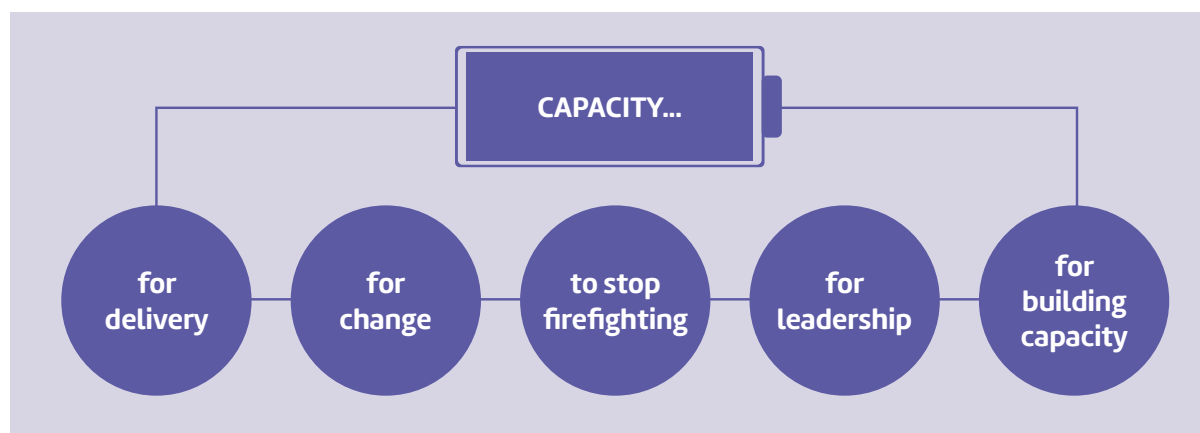 CAPACITY...
for
delivery
for
change
to stop
firefighting
for
leadership
for
building
capacity